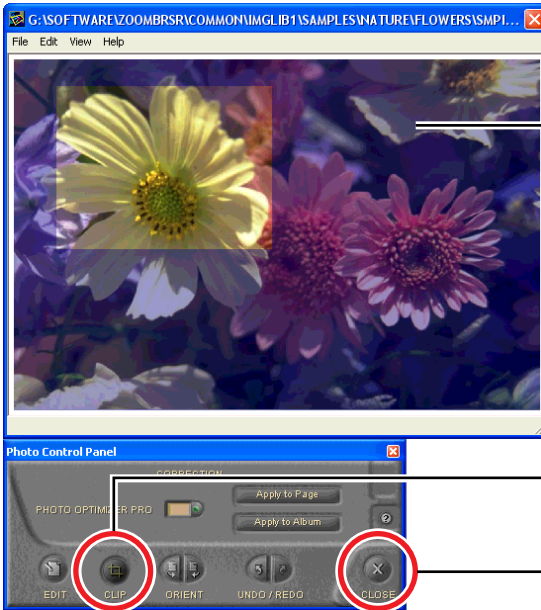 G:\SOFTWARE\ZOOMBRSR\COMMON\IMGLIB1\SAMPLES\NATURE\FLOWERS\SMPI...
File Edit View Help
Photo Control Panel
CORRECTION
PHOTO OPTIMIZER PRO
Apply to Page
Apply to Album
?
EDIT CLIP ORIENT UNDO / REDO CLOSE